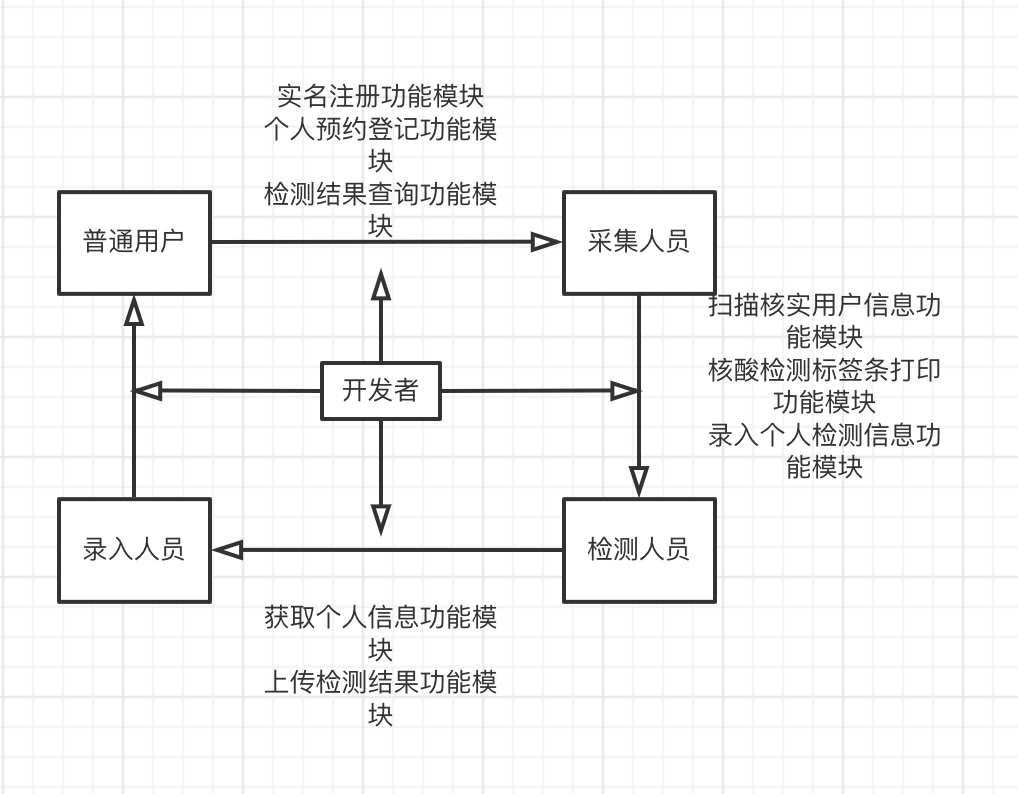 实名注册功能模块
个人预约登记功能模
块
检测结果查询功能模
块
普通用户
采集人员
扫描核实用户信息功
能模块
核酸检测标签条打印
功能模块
录入个人检测信息功
能模块
开发者
录入人员
检测人员
获取个人信息功能模
块
上传检测结果功能模
块